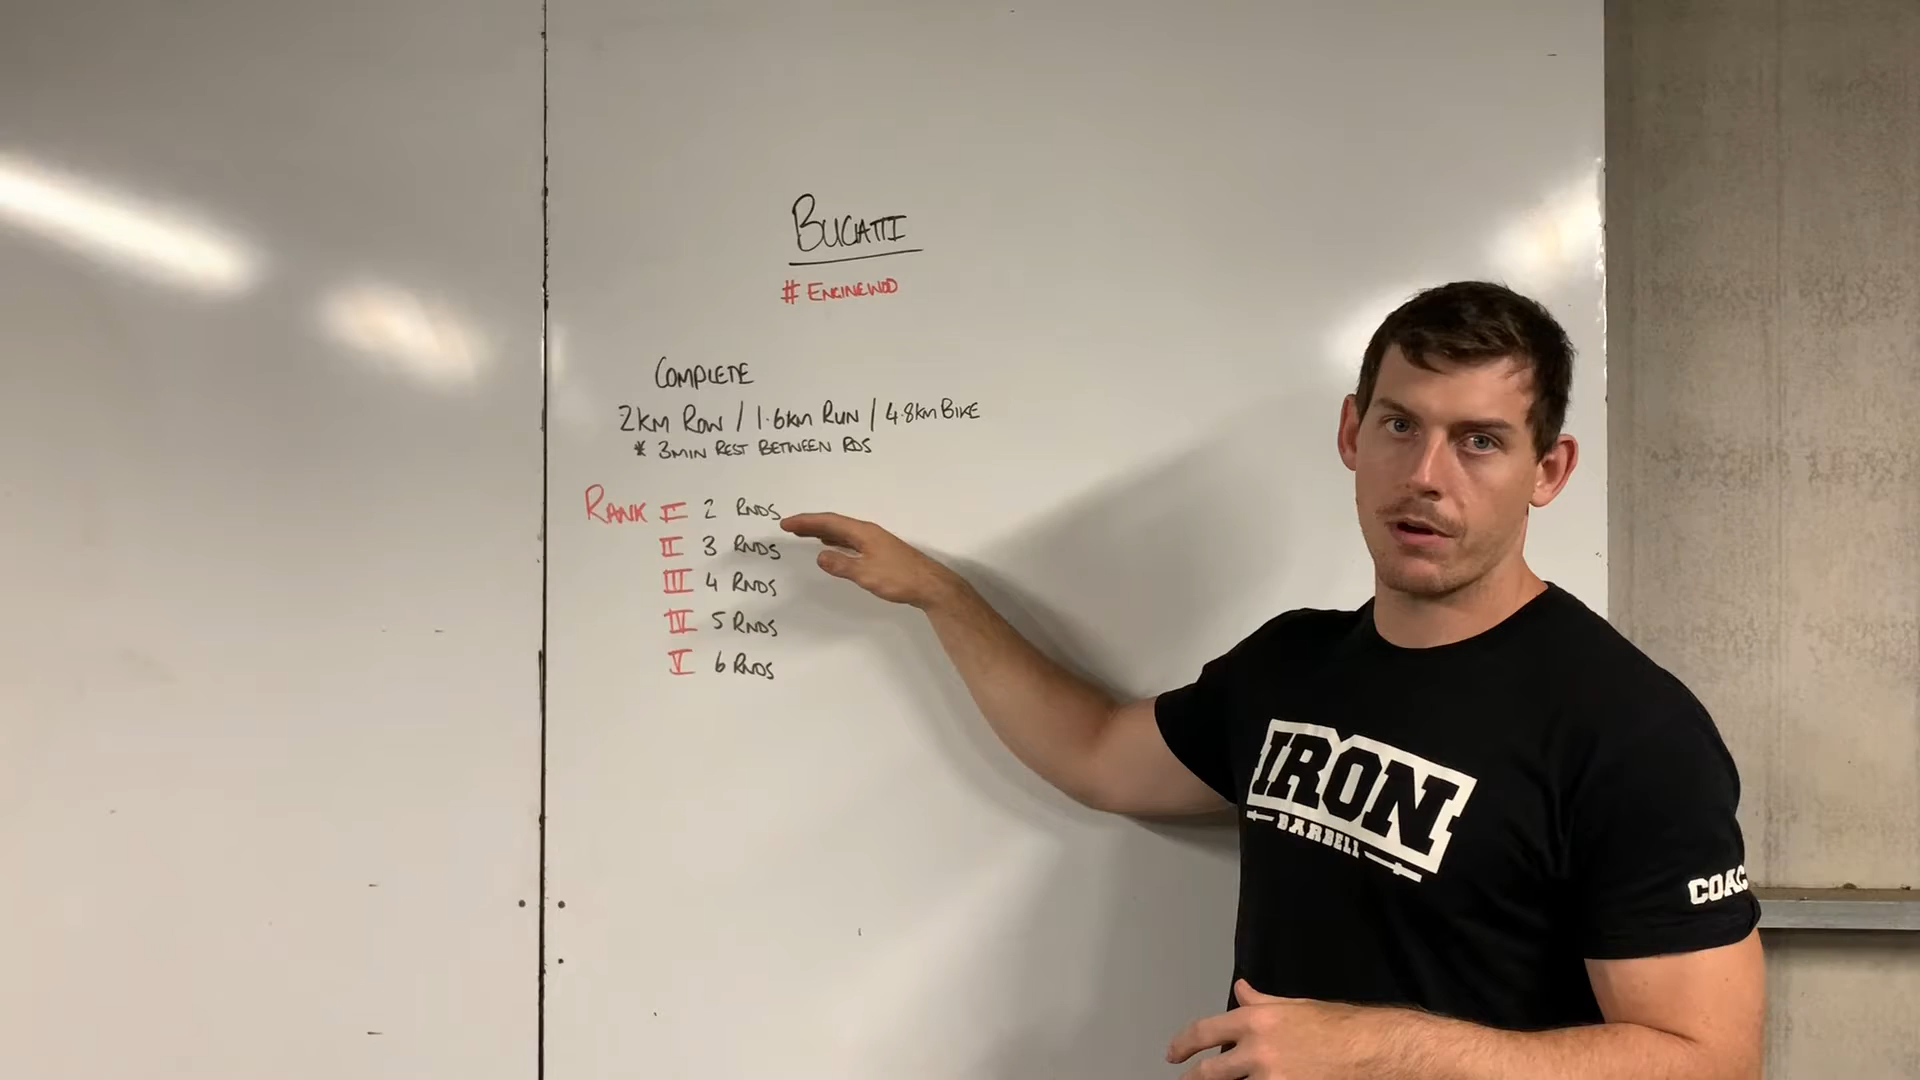 BUGATTI
# ENGINEWOD
COMPLETE
2KM ROW / 1.6KM RUN / 4.8KM BIKE
* 3MIN REST BETWEEN RDS
RANK I 2 RNDS
II 3 RNDS
III 4 RNDS
IV 5 RNDS
V 6 RNDS
IRON
BARBELL
COAC